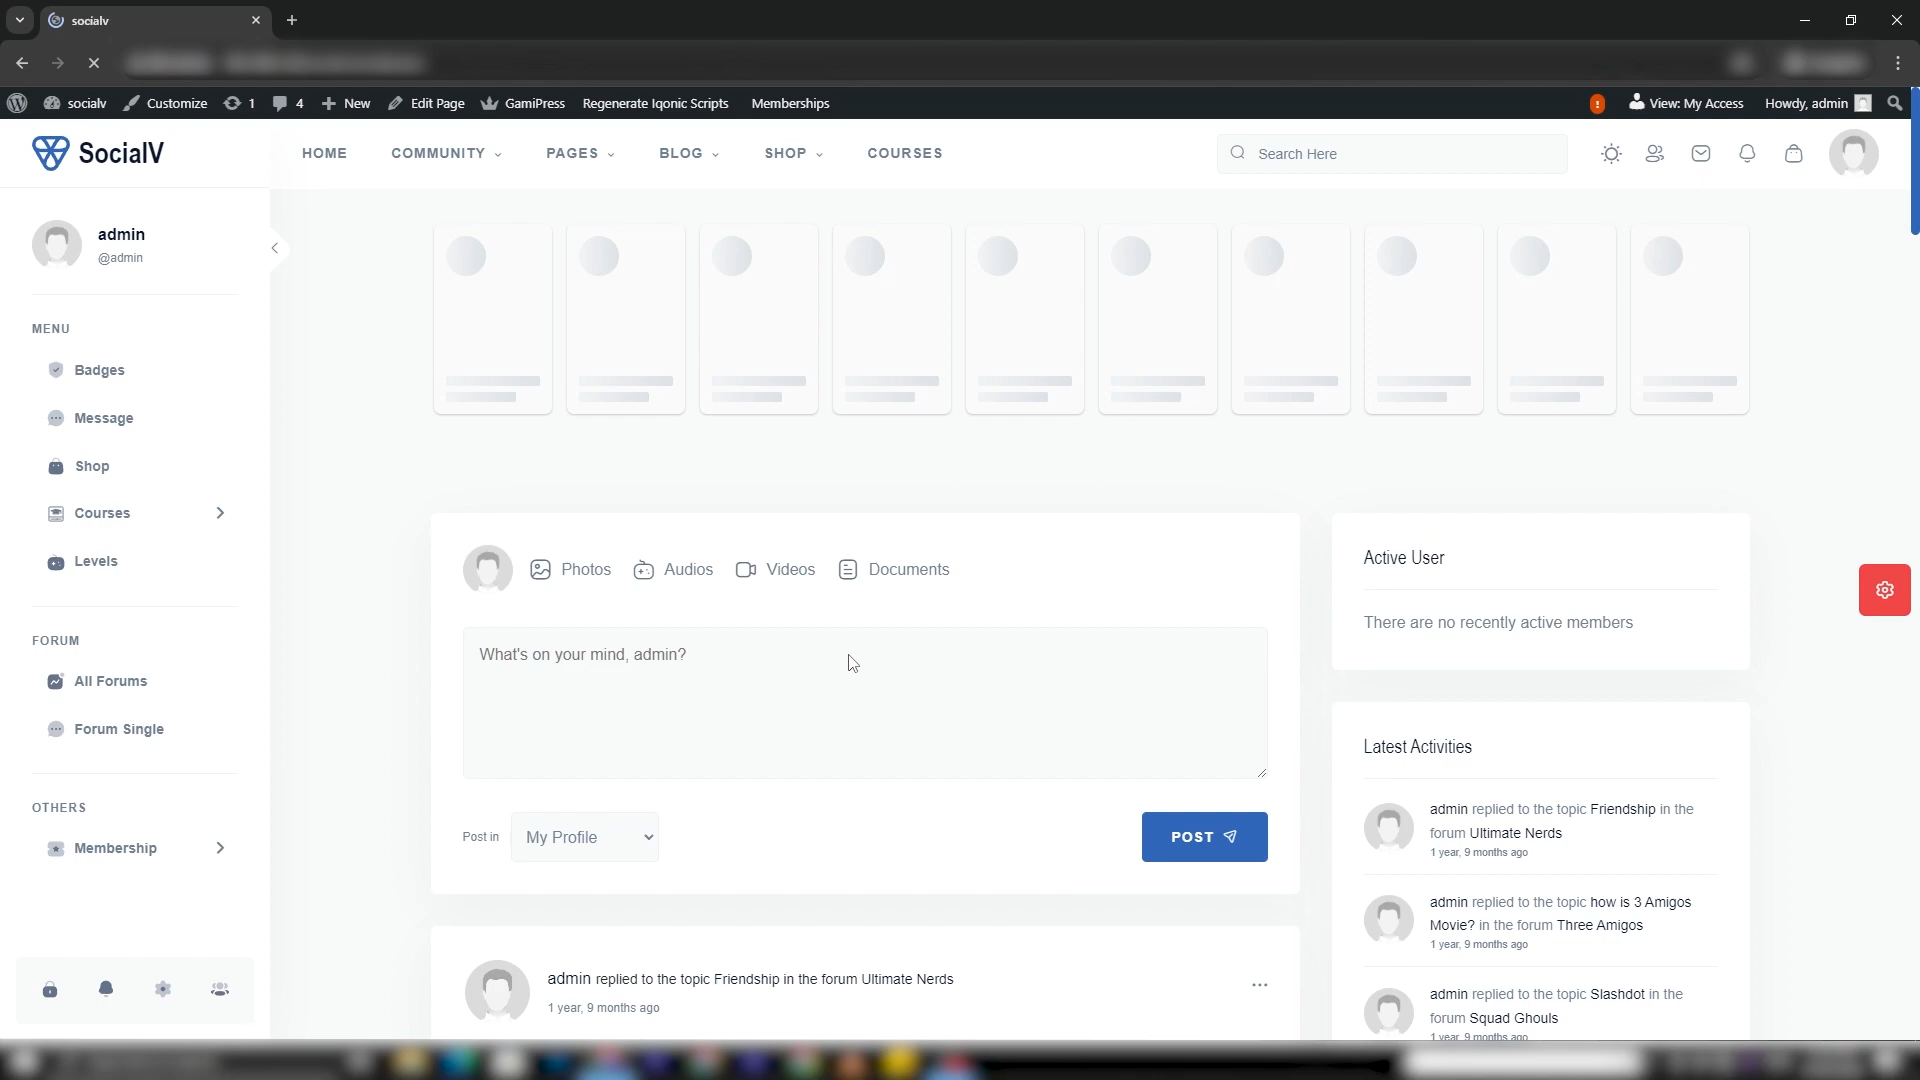 socialv
socialv Customize 1 4 New Edit Page GamiPress Regenerate Iqonic Scripts Memberships View: My Access Howdy, admin
SocialV
HOME COMMUNITY PAGES BLOG SHOP COURSES
Search Here
admin
@admin
MENU
Badges
Message
Shop
Courses
Levels
FORUM
All Forums
Forum Single
OTHERS
Membership
Photos Audios Videos Documents
What's on your mind, admin?
Post in My Profile POST
admin replied to the topic Friendship in the forum Ultimate Nerds
1 year, 9 months ago
Active User
There are no recently active members
Latest Activities
admin replied to the topic Friendship in the
forum Ultimate Nerds
1 year, 9 months ago
admin replied to the topic how is 3 Amigos
Movie? in the forum Three Amigos
1 year, 9 months ago
admin replied to the topic Slashdot in the
forum Squad Ghouls
1 year, 9 months ago